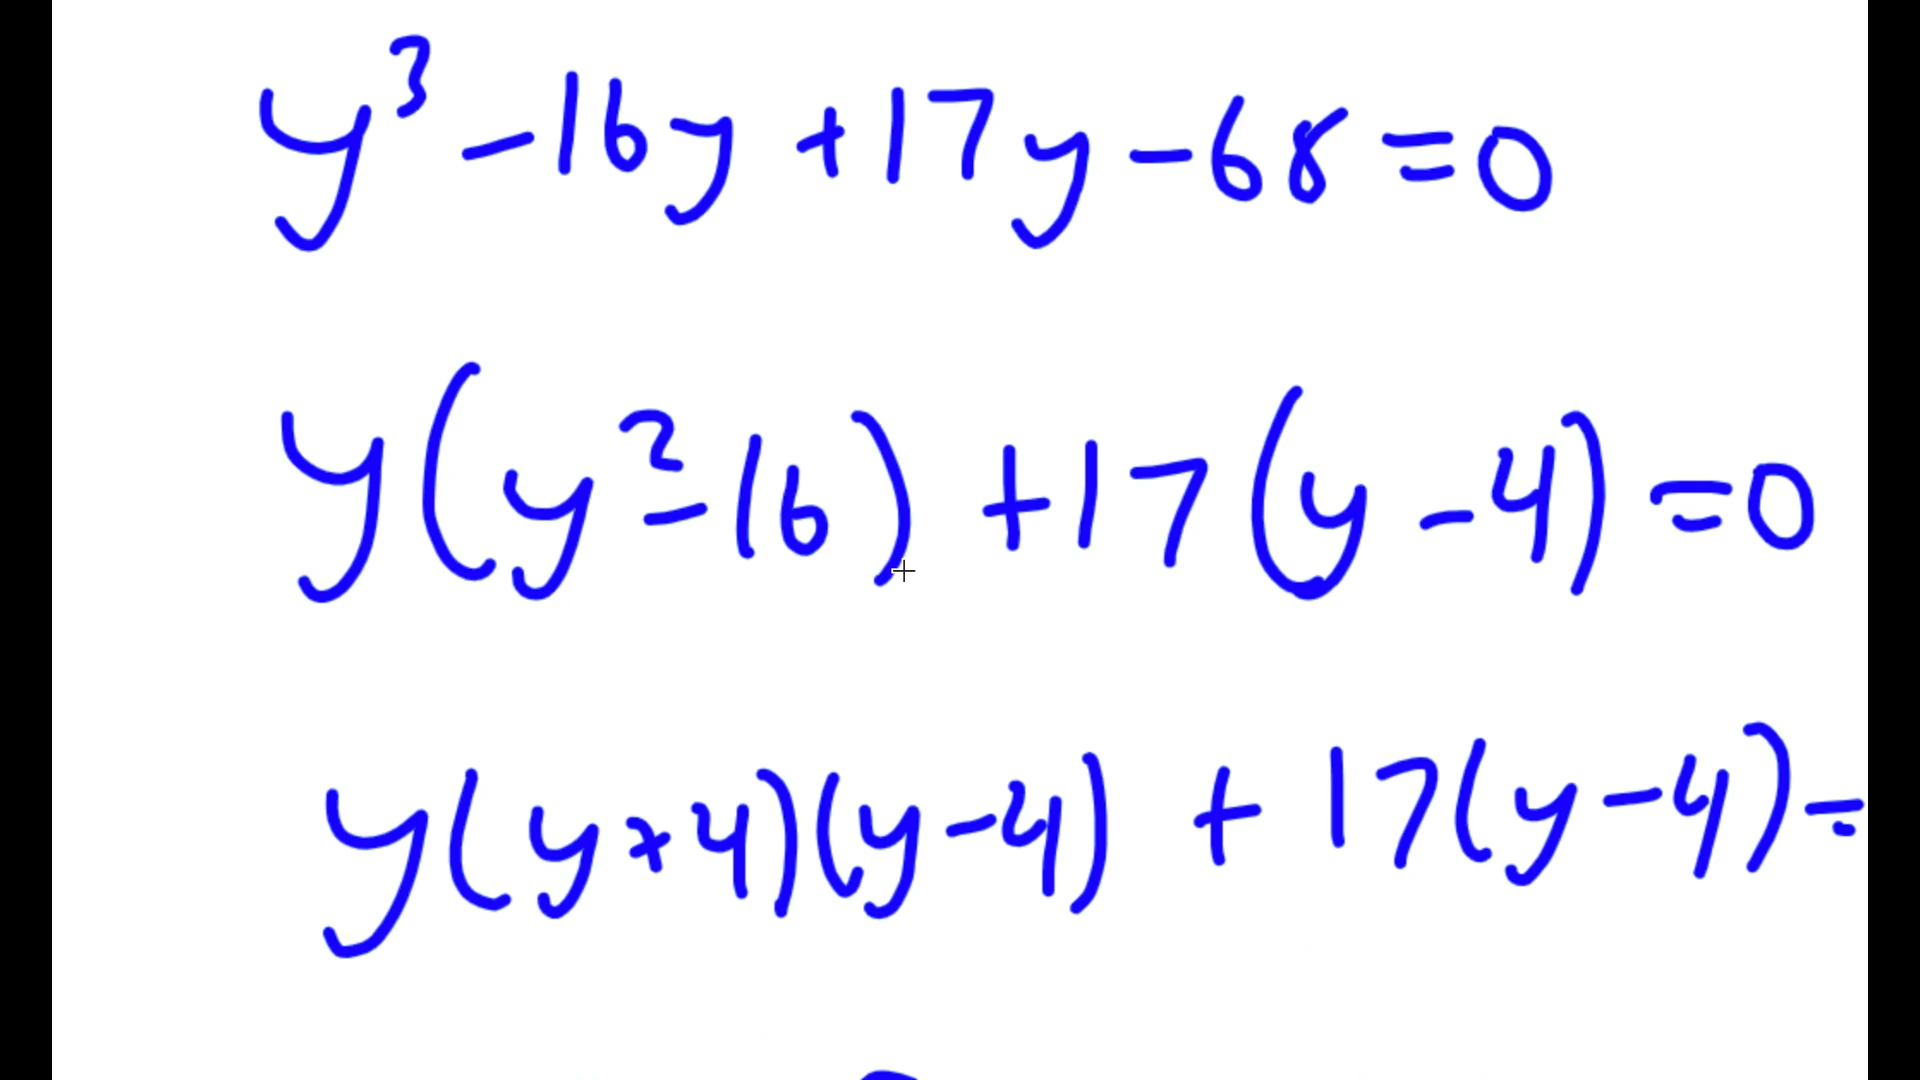 y³ - 16y + 17y - 68 = 0
y(y² - 16) + 17(y - 4) = 0
y(y + 4)(y - 4) + 17(y - 4) =